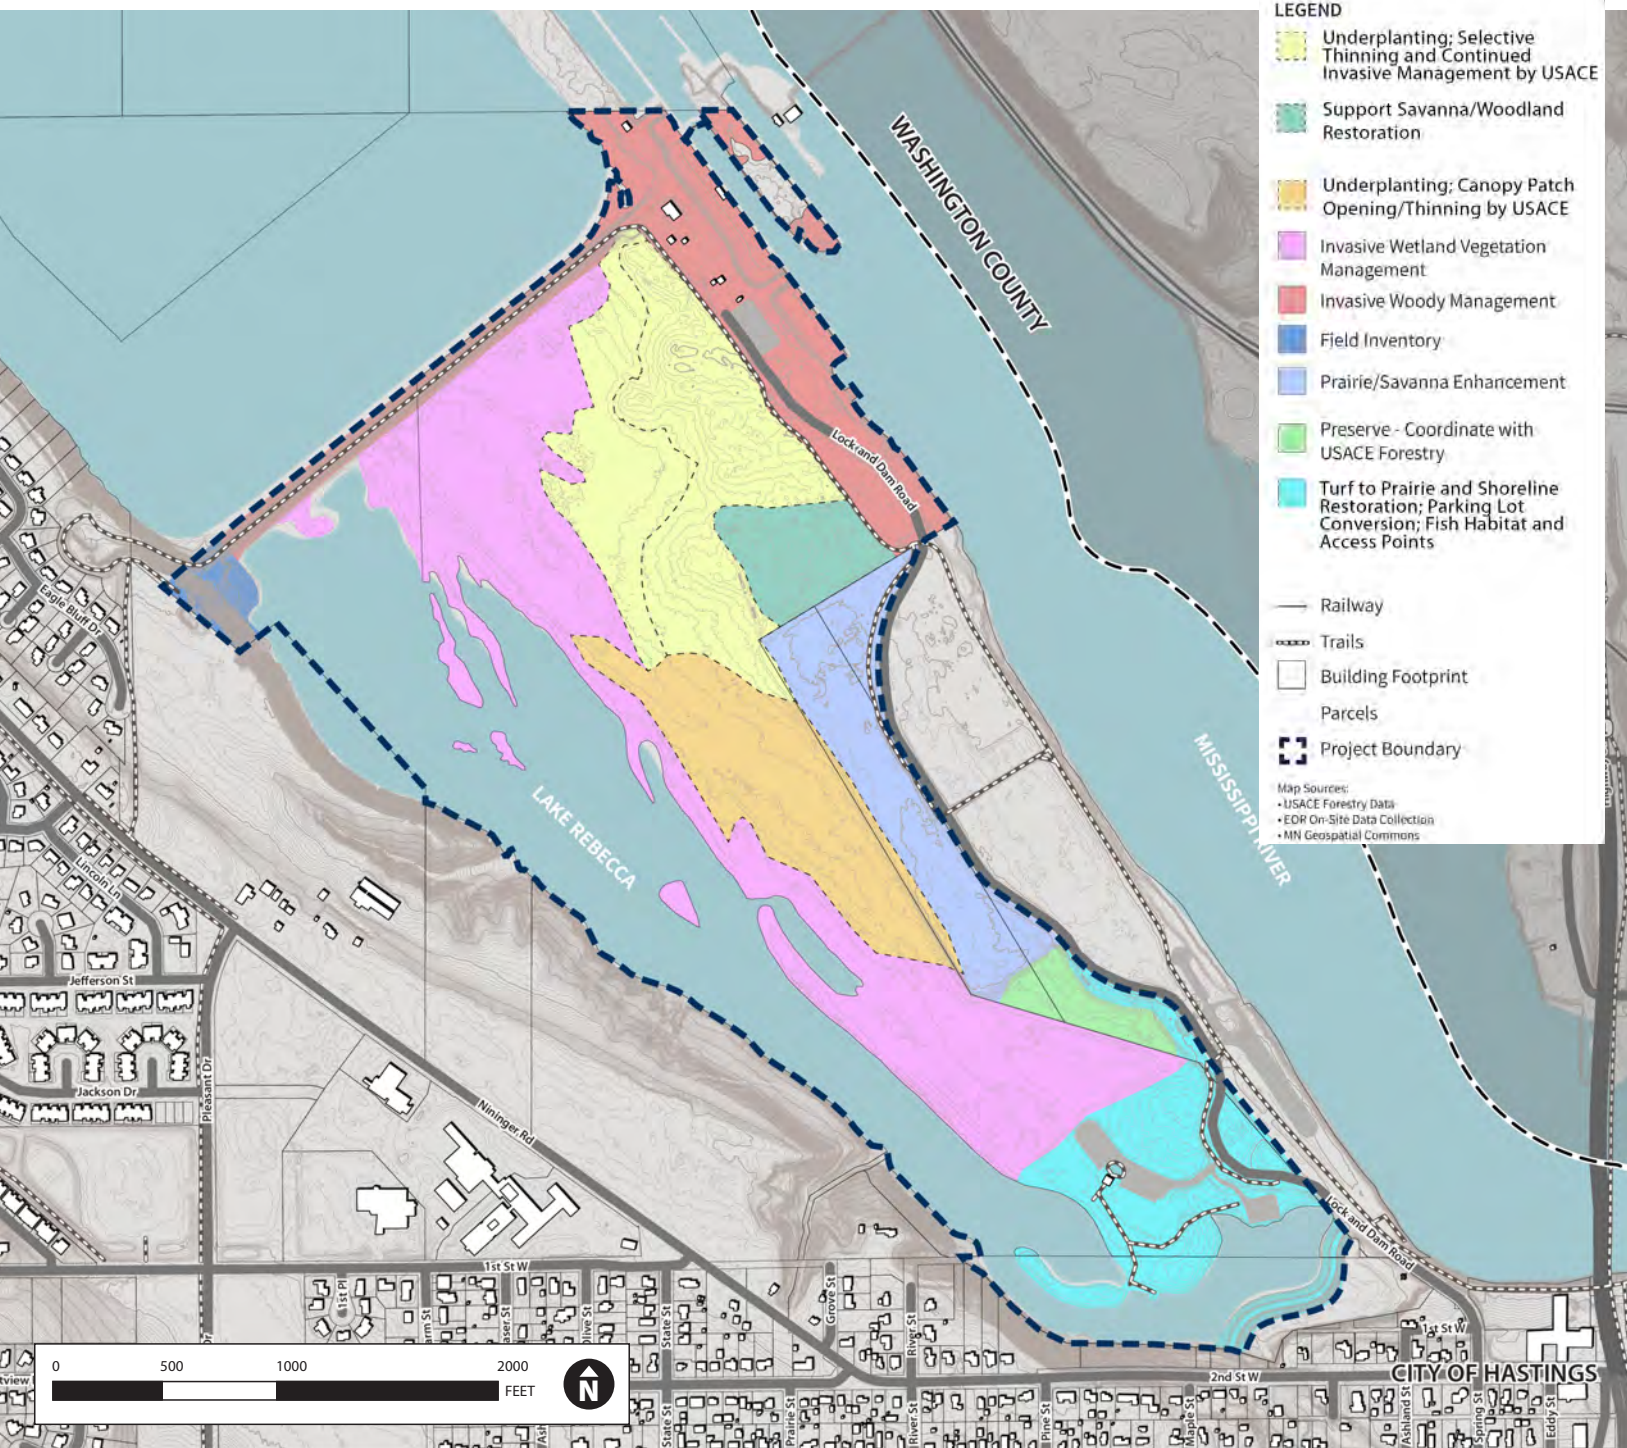 LEGEND
Underplanting; Selective
Thinning and Continued
Invasive Management by USACE
Support Savanna/Woodland
Restoration
Underplanting; Canopy Patch
Opening/Thinning by USACE
Invasive Wetland Vegetation
Management
Invasive Woody Management
Field Inventory
Prairie/Savanna Enhancement
Preserve - Coordinate with
USACE Forestry
Turf to Prairie and Shoreline
Restoration; Parking Lot
Conversion; Fish Habitat and
Access Points
Railway
Trails
Building Footprint
Parcels
Project Boundary
Map Sources:
• USACE Forestry Data
• EOR On-Site Data Collection
• MN Geospatial Commons
WASHINGTON COUNTY
Lock and Dam Road
Eagle Bluff Dr
MISSISSIPPI RIVER
LAKE REBECCA
Lincoln Ln
Jefferson St
Jackson Dr
Pleasant Dr
Nininger Rd
Lock and Dam Road
1st St W
1st Pl
State St
Grove St
River St
1st St W
2nd St W
CITY OF HASTINGS
State St
Prairie St
River St
Pine St
Maple St
Ashland St
Spring St
Eddy St
0 500 1000 2000
FEET
N